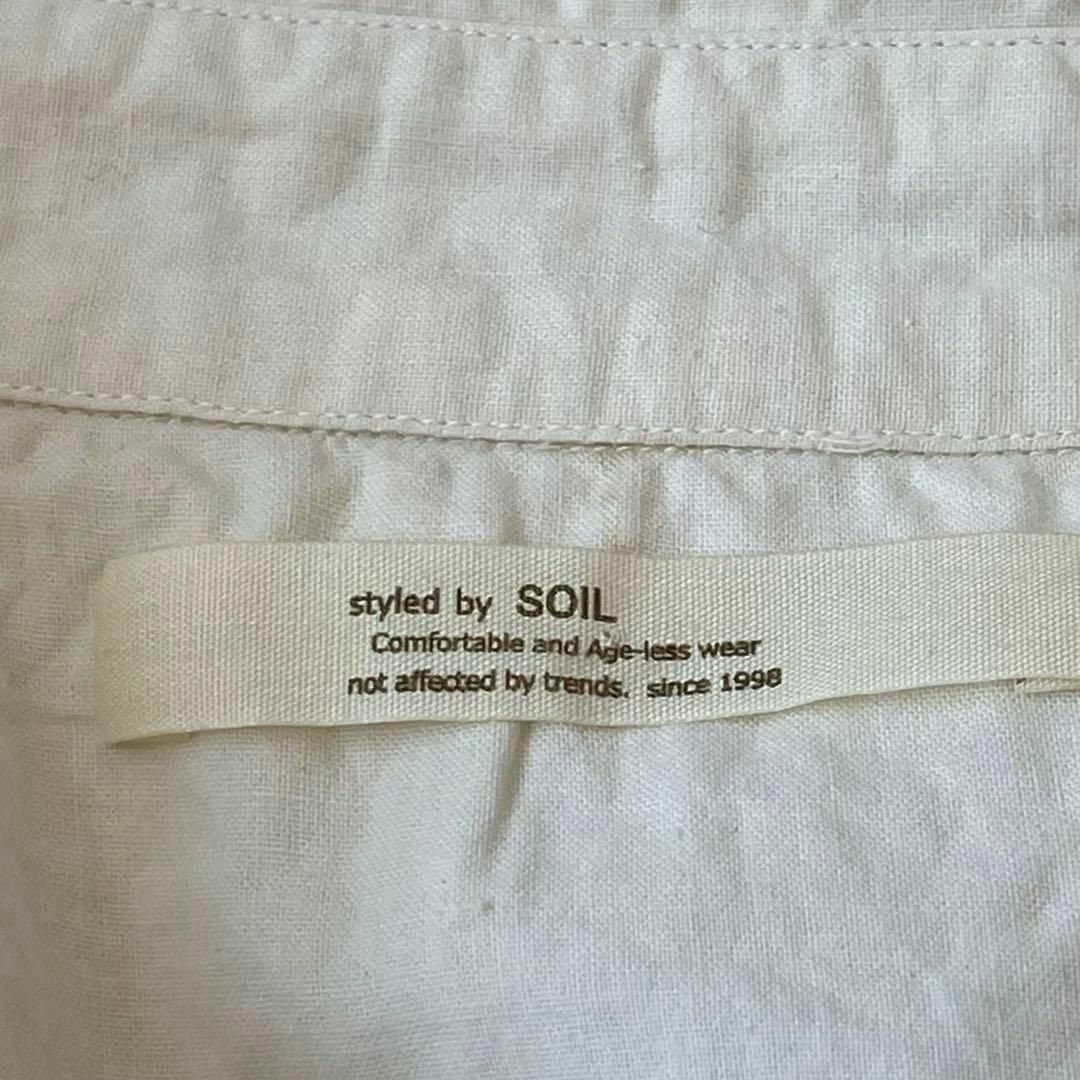 styled by SOIL
Comfortable and Age-less wear
not affected by trends. since 1998